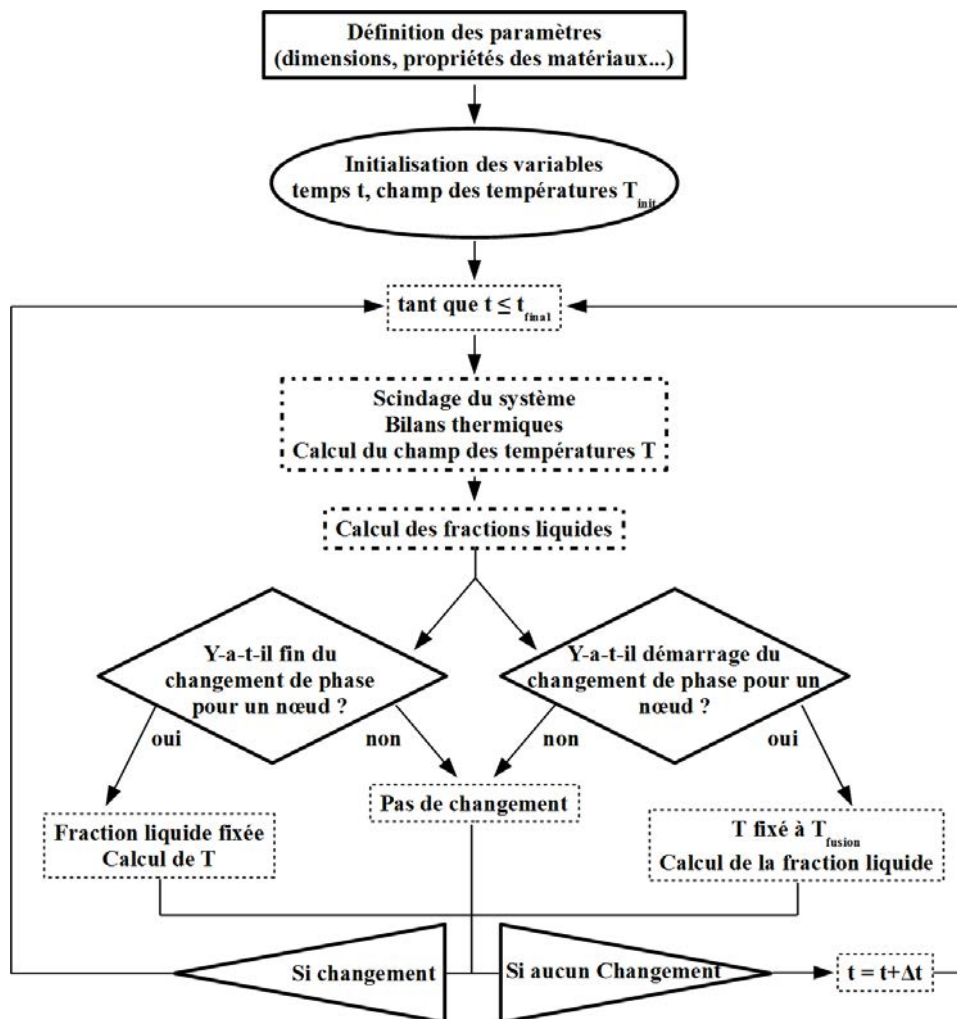 Définition des paramètres
(dimensions, propriétés des matériaux...)
Initialisation des variables
temps t, champ des températures T_init
tant que t ≤ t_final
Scindage du système
Bilans thermiques
Calcul du champ des températures T
Calcul des fractions liquides
Y-a-t-il fin du
changement de phase
pour un nœud ?
Y-a-t-il démarrage du
changement de phase pour un
nœud ?
oui
non
non
oui
Pas de changement
Fraction liquide fixée
Calcul de T
T fixé à T_fusion
Calcul de la fraction liquide
Si changement
Si aucun Changement
t = t+Δt